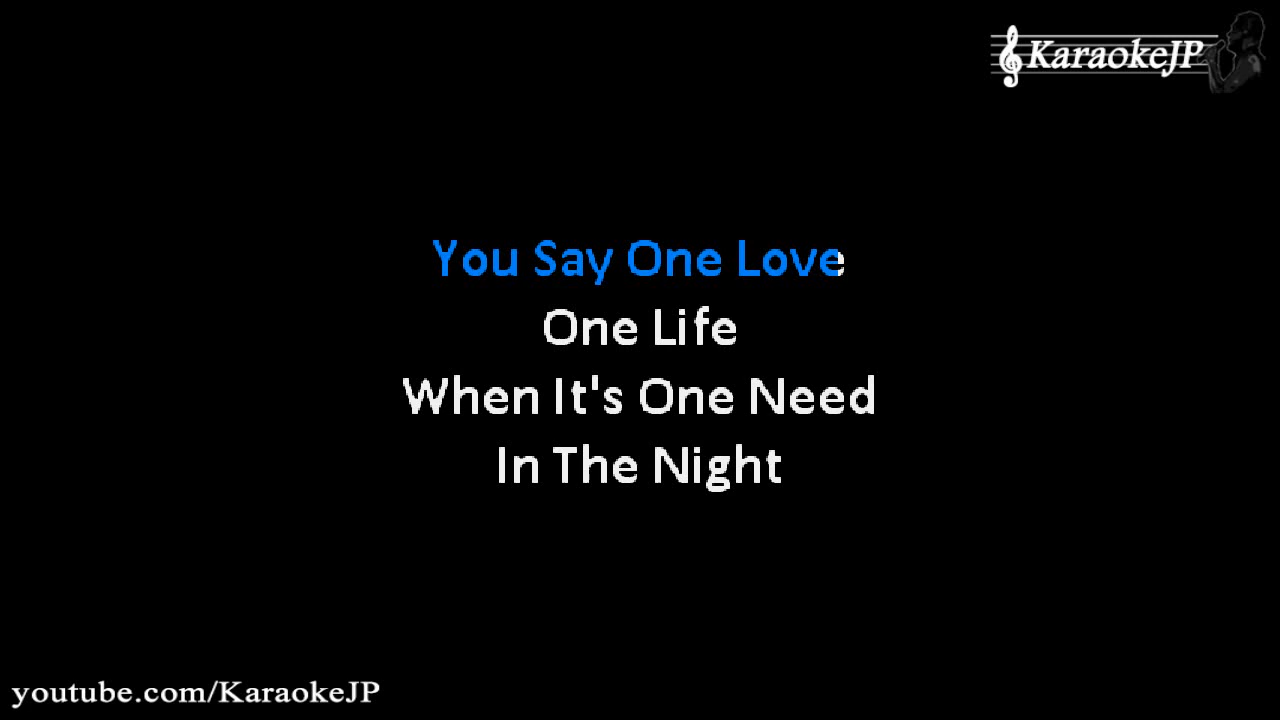 KaraokeJP
You Say One Love
One Life
When It's One Need
In The Night
youtube.com/KaraokeJP